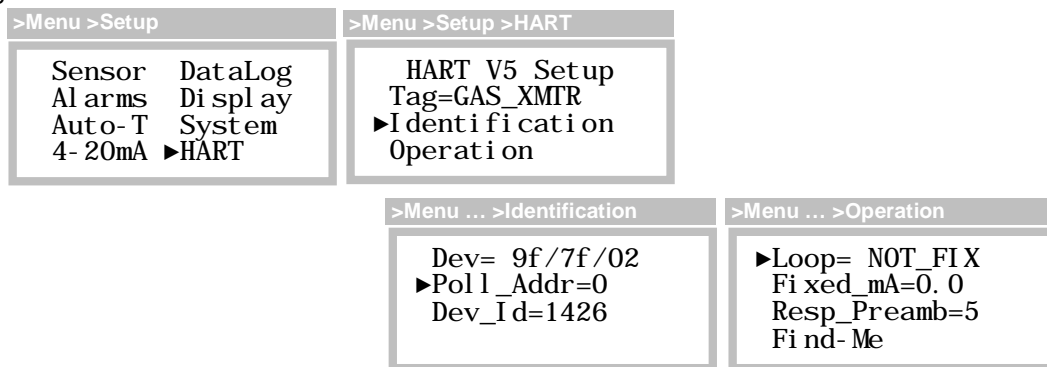 >Menu >Setup
Sensor DataLog
Alarms Display
Auto-T System
4-20mA ►HART
>Menu >Setup >HART
HART V5 Setup
Tag=GAS_XMTR
►Identification
Operation
>Menu ... >Identification
Dev= 9f/7f/02
►Poll_Addr=0
Dev_Id=1426
>Menu ... >Operation
►Loop= NOT_FIX
Fixed_mA=0.0
Resp_Preamb=5
Find-Me